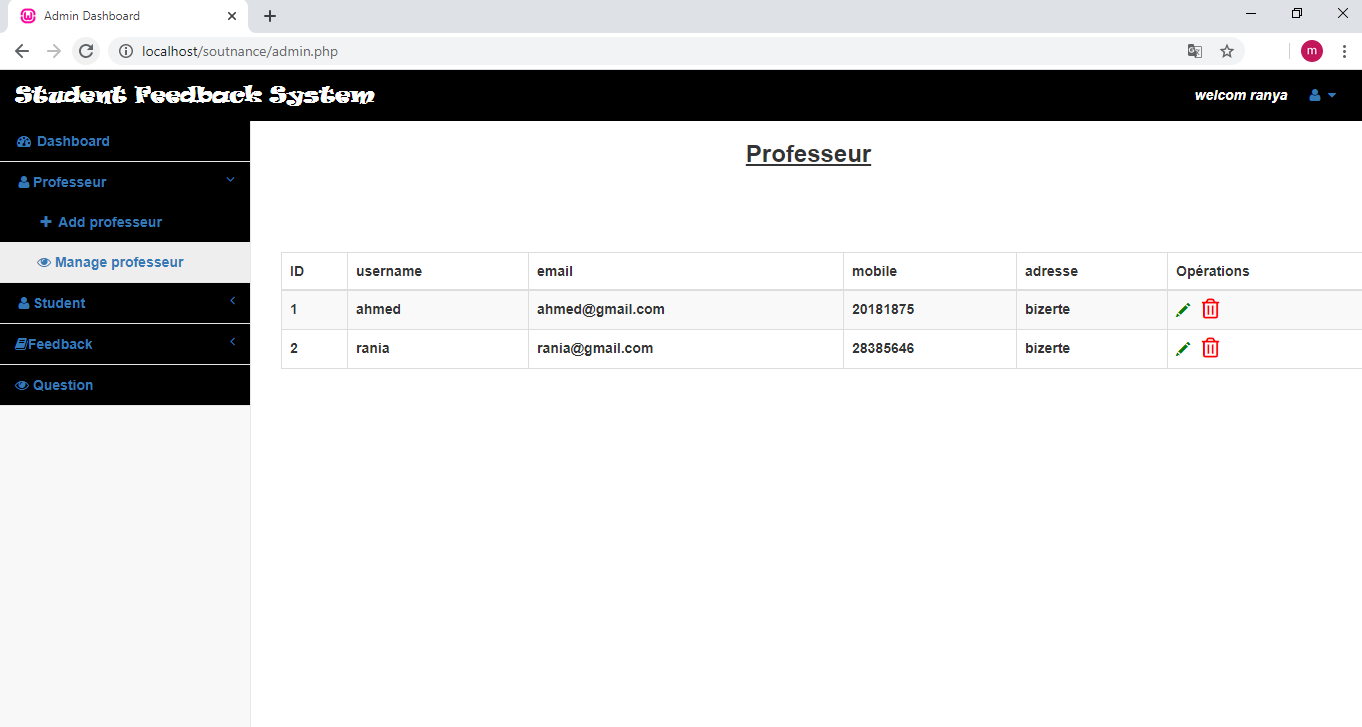 Admin Dashboard
localhost/soutnance/admin.php
m
Student Feedback System
welcom ranya
Dashboard
Professeur
Add professeur
Manage professeur
Student
Feedback
Question
Professeur
ID username email mobile adresse Opérations
1 ahmed ahmed@gmail.com 20181875 bizerte
2 rania rania@gmail.com 28385646 bizerte